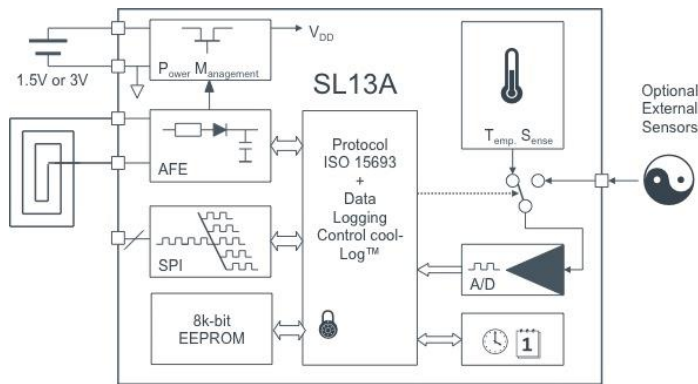 1.5V or 3V
Power Management
VDD
SL13A
Temp. Sense
Optional
External
Sensors
AFE
Protocol
ISO 15693
+
Data
Logging
Control cool-
Log™
SPI
A/D
8k-bit
EEPROM
1